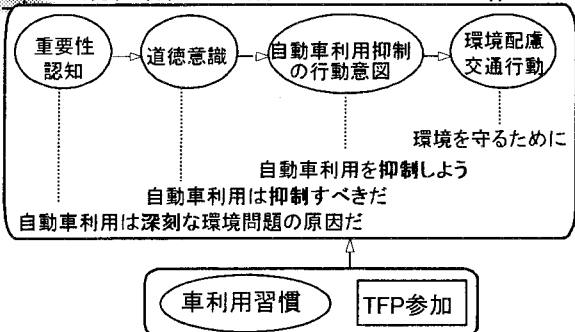 重要性
認知
道徳意識
自動車利用抑制
の行動意図
環境配慮
交通行動
環境を守るために
自動車利用を抑制しよう
自動車利用は抑制すべきだ
自動車利用は深刻な環境問題の原因だ
車利用習慣
TFP参加